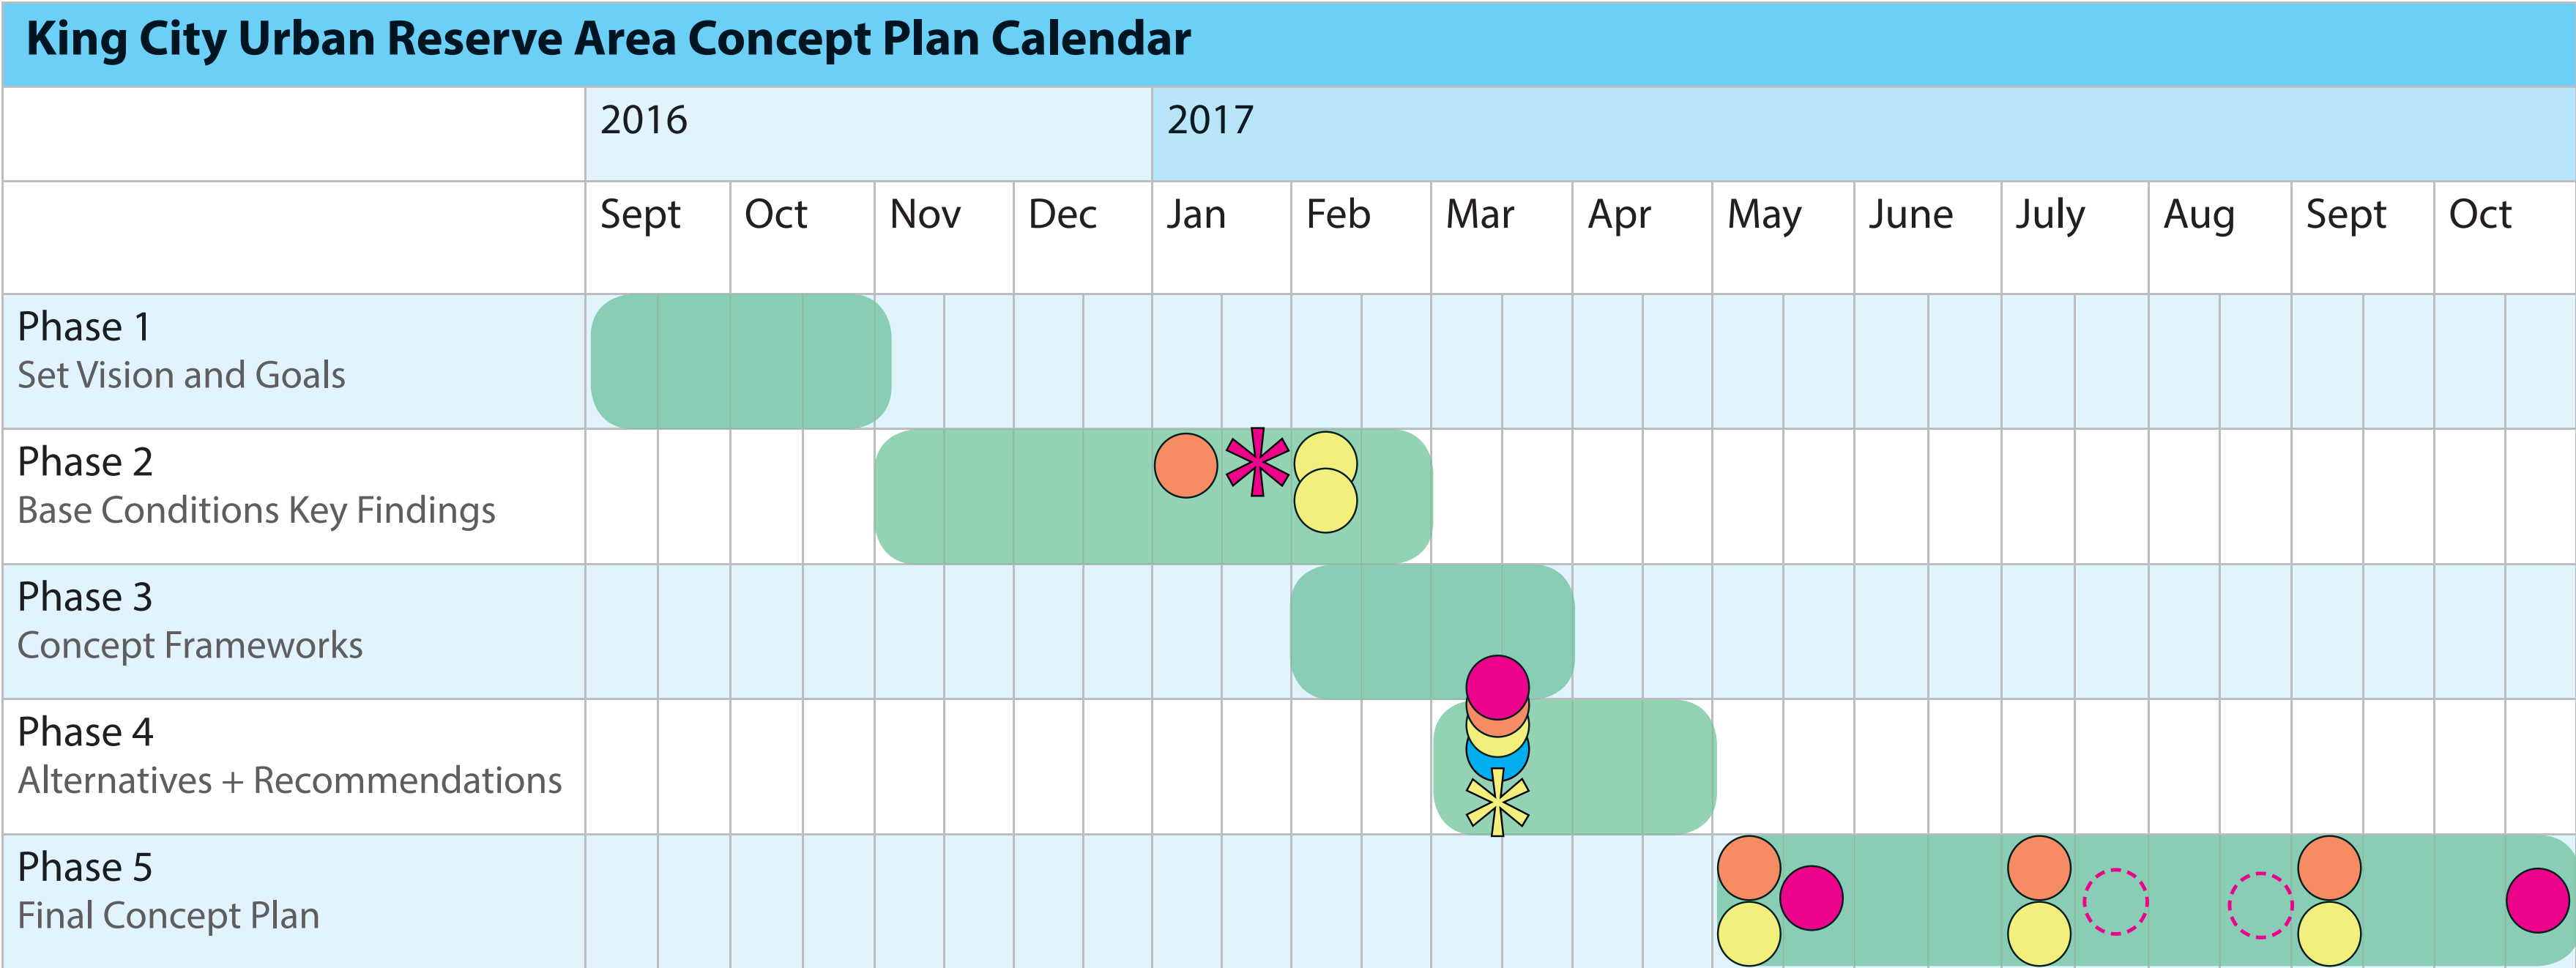 King City Urban Reserve Area Concept Plan Calendar
2016 2017
Sept Oct Nov Dec Jan Feb Mar Apr May June July Aug Sept Oct
Phase 1
Set Vision and Goals
Phase 2
Base Conditions Key Findings
Phase 3
Concept Frameworks
Phase 4
Alternatives + Recommendations
Phase 5
Final Concept Plan